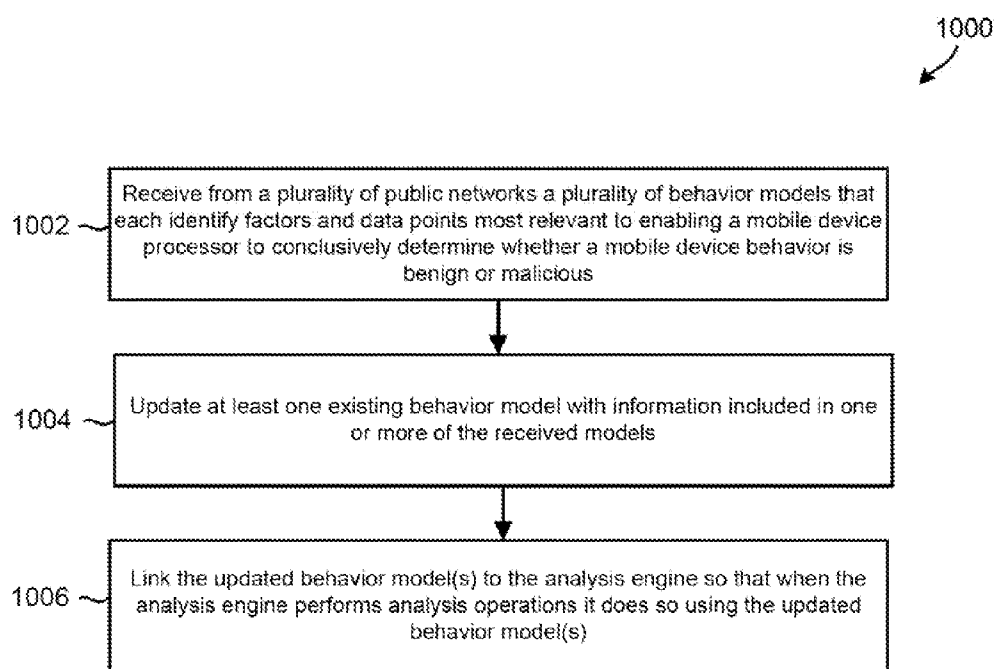 1000
Receive from a plurality of public networks a plurality of behavior models that
1002
each identify factors and data points most relevant to enabling a mobile device
processor to conclusively determine whether a mobile device behavior is
benign or malicious
1004
Update at least one existing behavior model with information included in one
or more of the received models
1006
Link the updated behavior model(s) to the analysis engine so that when the
analysis engine performs analysis operations it does so using the updated
behavior model(s)